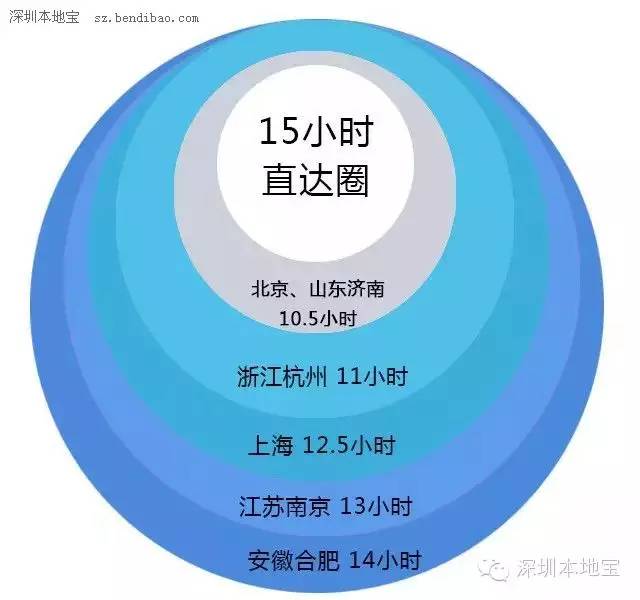 深圳本地宝 sz.bendibao.com
15小时
直达圈
北京、山东济南
10.5小时
浙江杭州 11小时
上海 12.5小时
江苏南京 13小时
安徽合肥 14小时
深圳本地宝